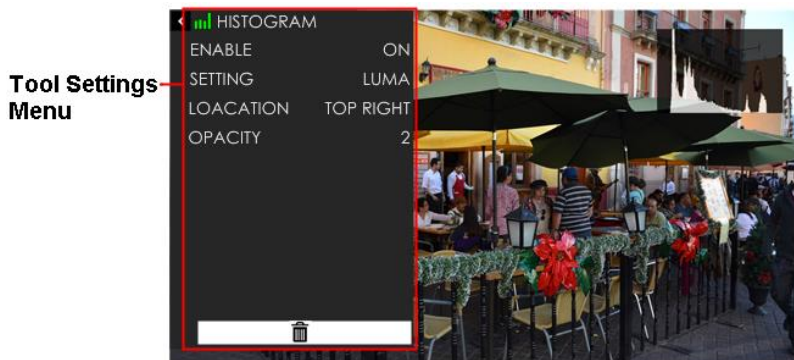 HISTOGRAM
ENABLE ON
SETTING LUMA
LOACATION TOP RIGHT
OPACITY 2
Tool Settings
Menu